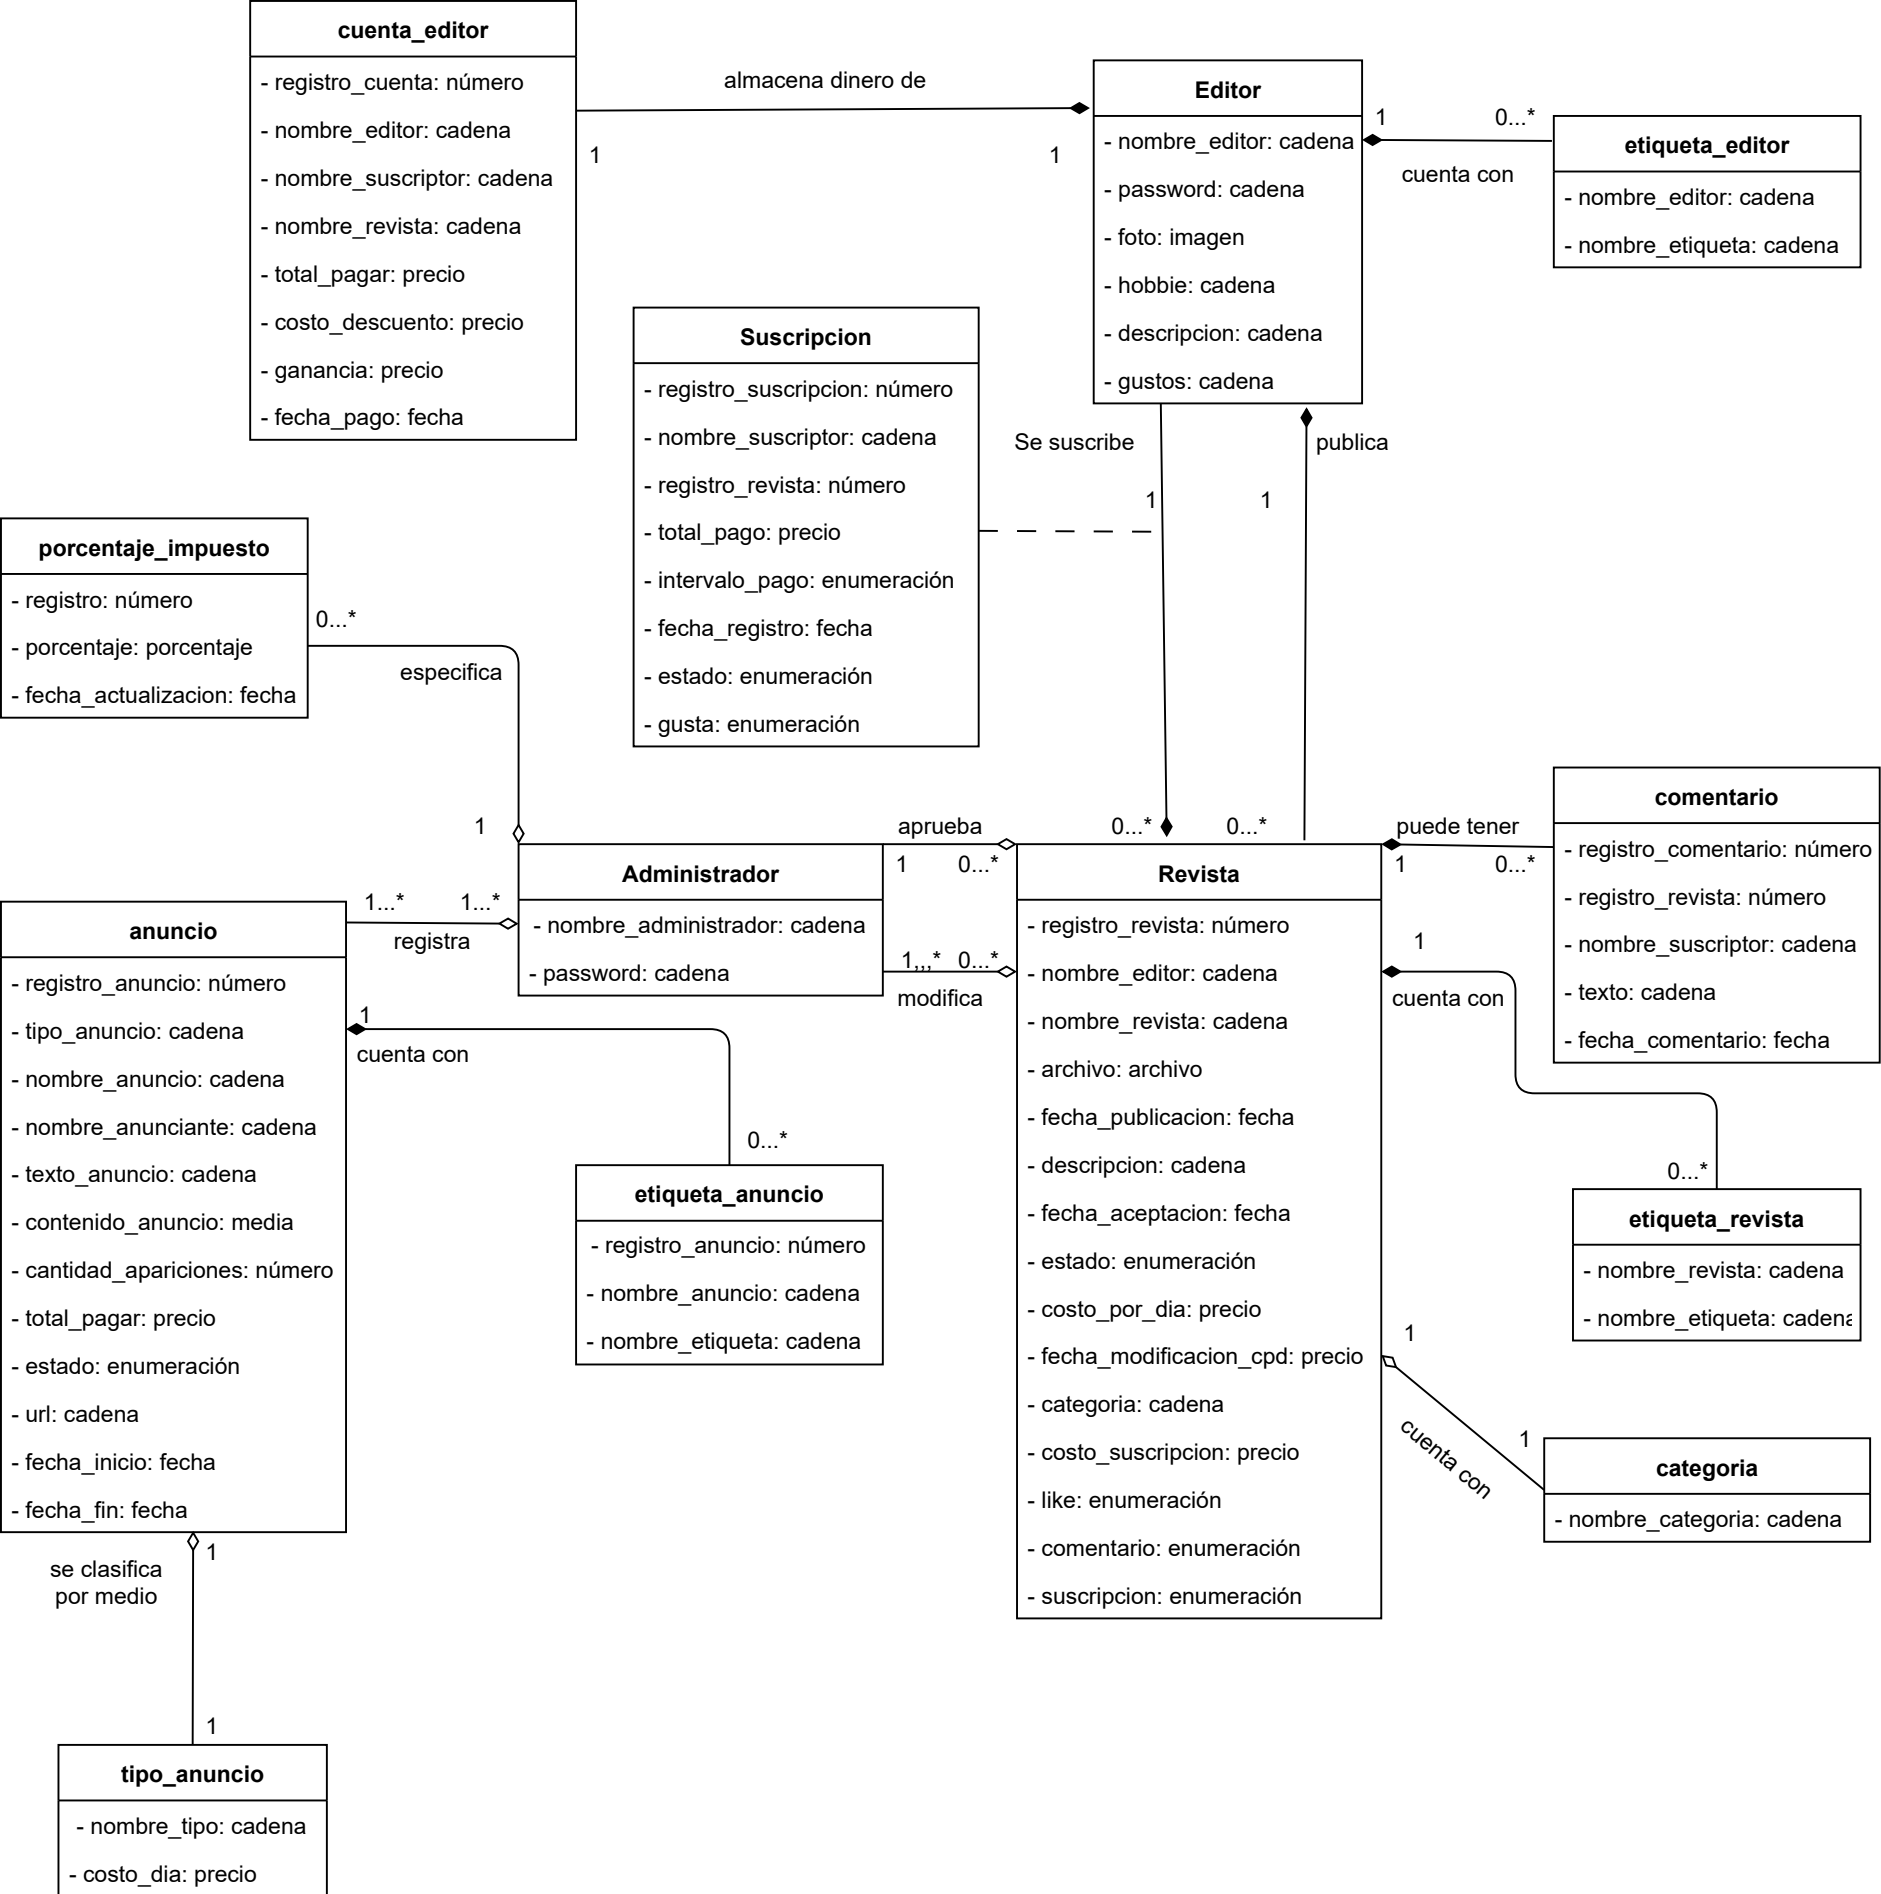 cuenta_editor
- registro_cuenta: número
- nombre_editor: cadena
- nombre_suscriptor: cadena
- nombre_revista: cadena
- total_pagar: precio
- costo_descuento: precio
- ganancia: precio
- fecha_pago: fecha
almacena dinero de
1
1
Editor
- nombre_editor: cadena
- password: cadena
- foto: imagen
- hobbie: cadena
- descripcion: cadena
- gustos: cadena
1
0...*
cuenta con
etiqueta_editor
- nombre_editor: cadena
- nombre_etiqueta: cadena
Suscripcion
- registro_suscripcion: número
- nombre_suscriptor: cadena
- registro_revista: número
- total_pago: precio
- intervalo_pago: enumeración
- fecha_registro: fecha
- estado: enumeración
- gusta: enumeración
Se suscribe
1
0...*
publica
1
0...*
porcentaje_impuesto
- registro: número
- porcentaje: porcentaje
- fecha_actualizacion: fecha
0...*
especifica
1
Administrador
- nombre_administrador: cadena
- password: cadena
aprueba
1
0...*
1,,,*
0...*
modifica
1...*
1...*
registra
anuncio
- registro_anuncio: número
- tipo_anuncio: cadena
- nombre_anuncio: cadena
- nombre_anunciante: cadena
- texto_anuncio: cadena
- contenido_anuncio: media
- cantidad_apariciones: número
- total_pagar: precio
- estado: enumeración
- url: cadena
- fecha_inicio: fecha
- fecha_fin: fecha
1
cuenta con
0...*
etiqueta_anuncio
- registro_anuncio: número
- nombre_anuncio: cadena
- nombre_etiqueta: cadena
Revista
- registro_revista: número
- nombre_editor: cadena
- nombre_revista: cadena
- archivo: archivo
- fecha_publicacion: fecha
- descripcion: cadena
- fecha_aceptacion: fecha
- estado: enumeración
- costo_por_dia: precio
- fecha_modificacion_cpd: precio
- categoria: cadena
- costo_suscripcion: precio
- like: enumeración
- comentario: enumeración
- suscripcion: enumeración
puede tener
1
0...*
comentario
- registro_comentario: número
- registro_revista: número
- nombre_suscriptor: cadena
- texto: cadena
- fecha_comentario: fecha
1
cuenta con
0...*
etiqueta_revista
- nombre_revista: cadena
- nombre_etiqueta: cadena
1
cuenta con
1
categoria
- nombre_categoria: cadena
1
se clasifica
por medio
1
tipo_anuncio
- nombre_tipo: cadena
- costo_dia: precio